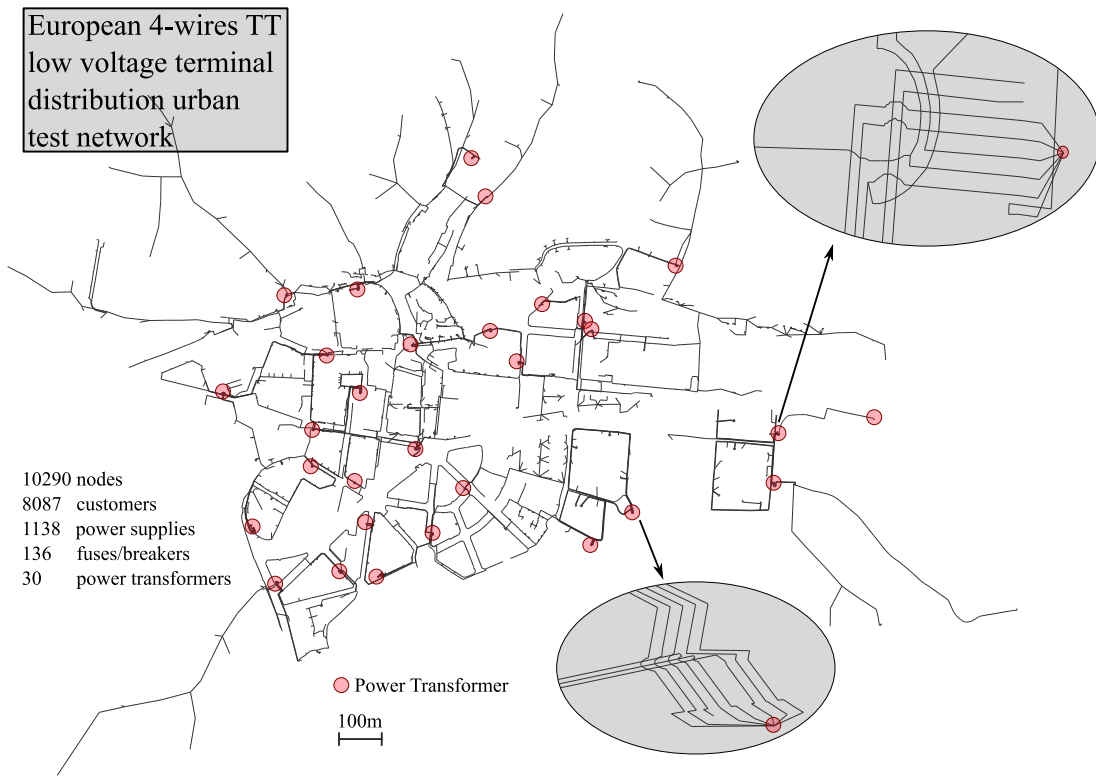 European 4-wires TT
low voltage terminal
distribution urban
test network
10290 nodes
8087 customers
1138 power supplies
136 fuses/breakers
30 power transformers
Power Transformer
100m